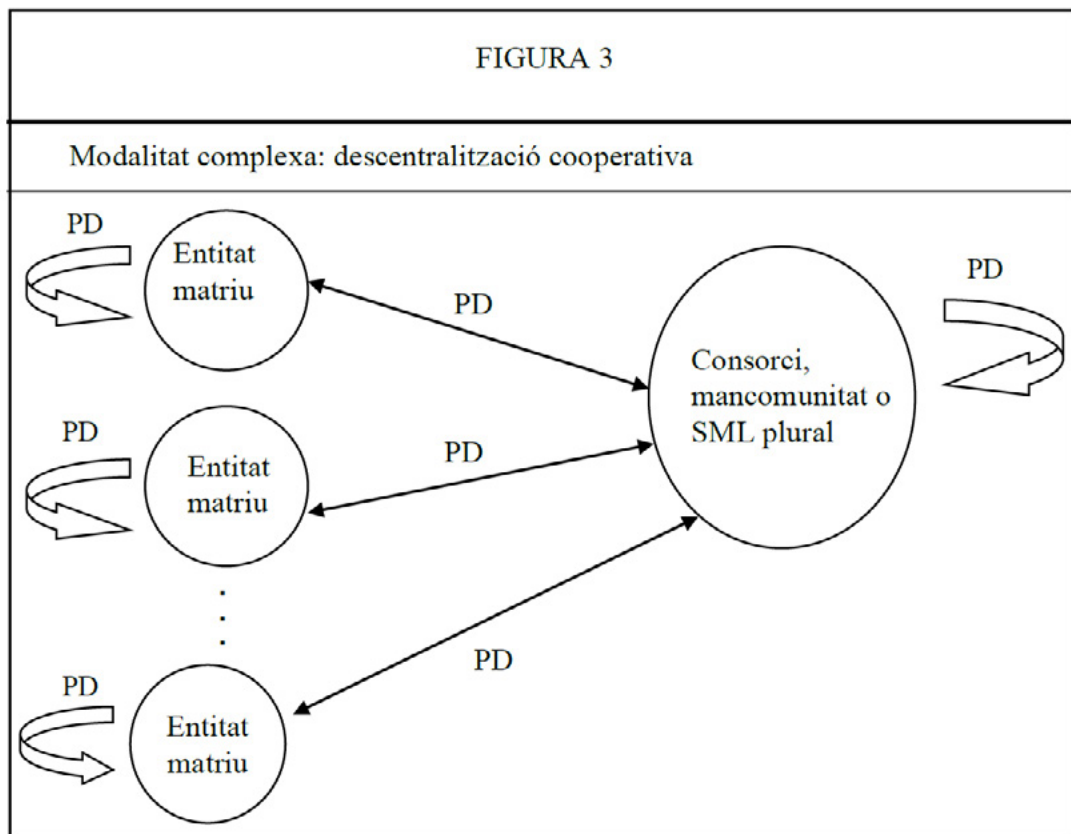 FIGURA 3
Modalitat complexa: descentralització cooperativa
PD
Entitat
matriu
PD
PD
Consorci,
mancomunitat o
SML plural
PD
Entitat
matriu
PD
.
.
.
PD
Entitat
matriu
PD